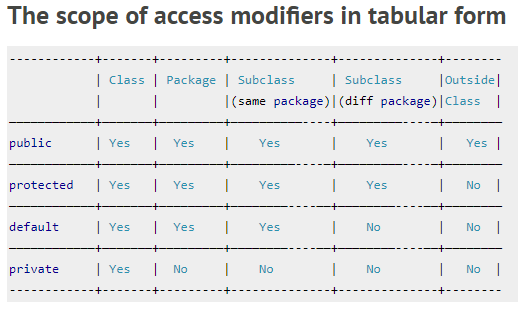 The scope of access modifiers in tabular form
------------+-------+---------+--------------+--------------+--------
            | Class | Package | Subclass     | Subclass     |Outside|
            |       |         |(same package)|(diff package)|Class  |
————————————+———————+—————————+——————————----+—————————----—+————————
public      | Yes   | Yes     |    Yes       |    Yes       |   Yes |
————————————+———————+—————————+——————————----+—————————----—+————————
protected   | Yes   | Yes     |    Yes       |    Yes       |   No  |
————————————+———————+—————————+——————————----+—————————----—+————————
default     | Yes   | Yes     |    Yes       |    No        |   No  |
————————————+———————+—————————+——————————----+—————————----—+————————
private     | Yes   | No      |    No        |    No        |   No  |
------------+-------+---------+--------------+--------------+--------